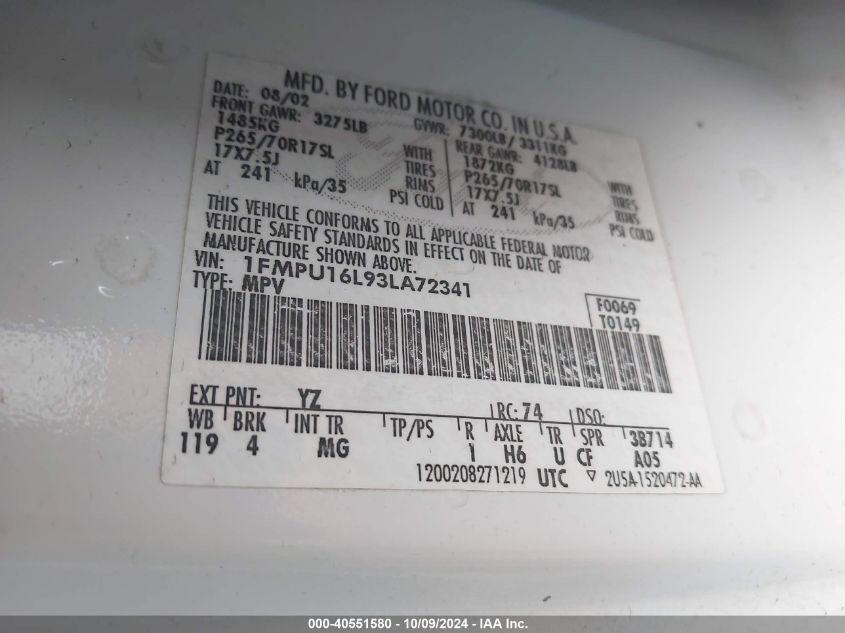 MFD. BY FORD MOTOR CO. IN U.S.A.
DATE: 08/02 GVWR: 7300LB/ 3311KG
FRONT GAWR: 3275LB REAR GAWR: 4128LB
1485KG WITH 1872KG WITH
P265/70R17SL TIRES P265/70R17SL TIRES
17X7.5J RIMS 17X7.5J RIMS
AT 241 kPa/35 PSI COLD AT 241 kPa/35 PSI COLD
THIS VEHICLE CONFORMS TO ALL APPLICABLE FEDERAL MOTOR
VEHICLE SAFETY STANDARDS IN EFFECT ON THE DATE OF
MANUFACTURE SHOWN ABOVE.
VIN: 1FMPU16L93LA72341
TYPE: MPV
F0069
T0149
EXT PNT: YZ RC: 74 DSO:
WB BRK INT TR TP/PS R AXLE TR SPR 38714
119 4 MG 1 H6 U CF A05
1200208271219 UTC ▽ 2U5A-1520472-AA
000-40551580 - 10/09/2024 - IAA Inc.